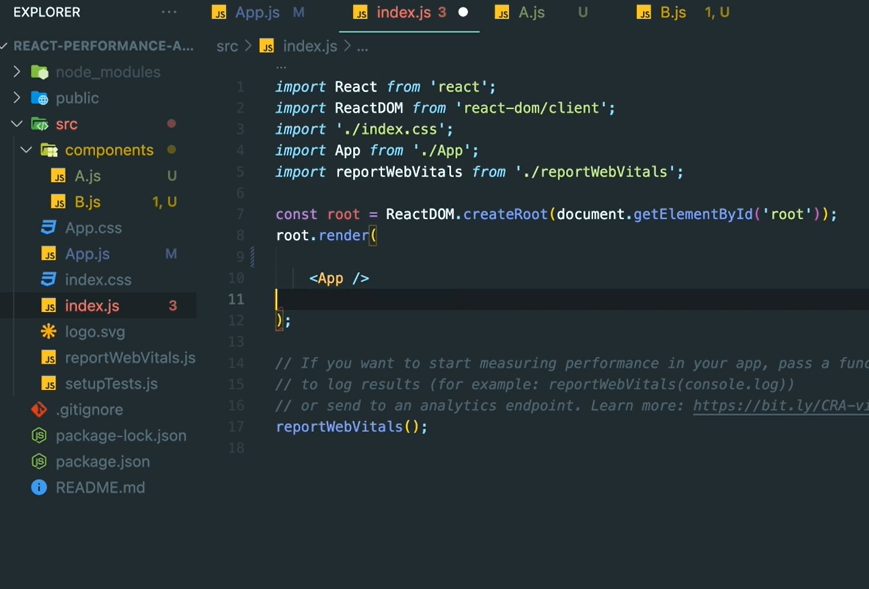 EXPLORER ...
App.js M
index.js 3
A.js U
B.js 1, U
REACT-PERFORMANCE-A...
node_modules
public
src
components
A.js U
B.js 1, U
App.css
App.js M
index.css
index.js 3
logo.svg
reportWebVitals.js
setupTests.js
.gitignore
package-lock.json
package.json
README.md
src > index.js > ...
...
1 import React from 'react';
2 import ReactDOM from 'react-dom/client';
3 import './index.css';
4 import App from './App';
5 import reportWebVitals from './reportWebVitals';
6
7 const root = ReactDOM.createRoot(document.getElementById('root'));
8 root.render(
9
10 <App />
11
12 );
13
14 // If you want to start measuring performance in your app, pass a func
15 // to log results (for example: reportWebVitals(console.log))
16 // or send to an analytics endpoint. Learn more: https://bit.ly/CRA-vi
17 reportWebVitals();
18